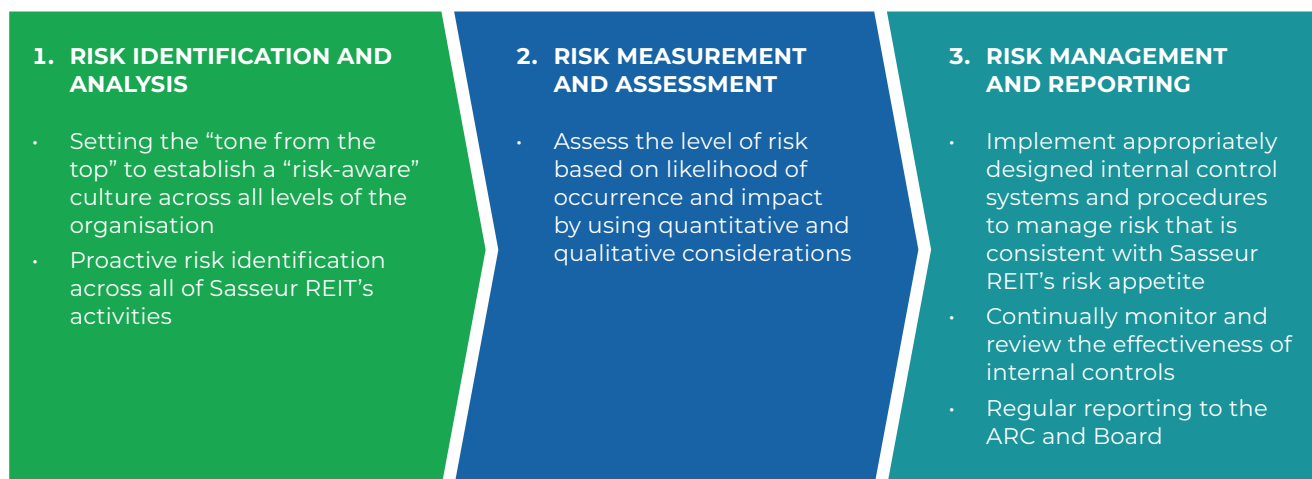 1. RISK IDENTIFICATION AND
ANALYSIS
• Setting the “tone from the
top” to establish a “risk-aware”
culture across all levels of the
organisation
• Proactive risk identification
across all of Sasseur REIT’s
activities
2. RISK MEASUREMENT
AND ASSESSMENT
• Assess the level of risk
based on likelihood of
occurrence and impact
by using quantitative and
qualitative considerations
3. RISK MANAGEMENT
AND REPORTING
• Implement appropriately
designed internal control
systems and procedures
to manage risk that is
consistent with Sasseur
REIT’s risk appetite
• Continually monitor and
review the effectiveness of
internal controls
• Regular reporting to the
ARC and Board